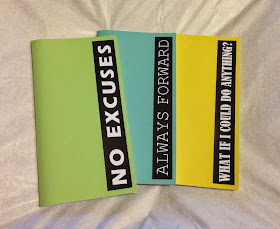 NO EXCUSES
ALWAYS FORWARD
WHAT IF I COULD DO ANYTHING?